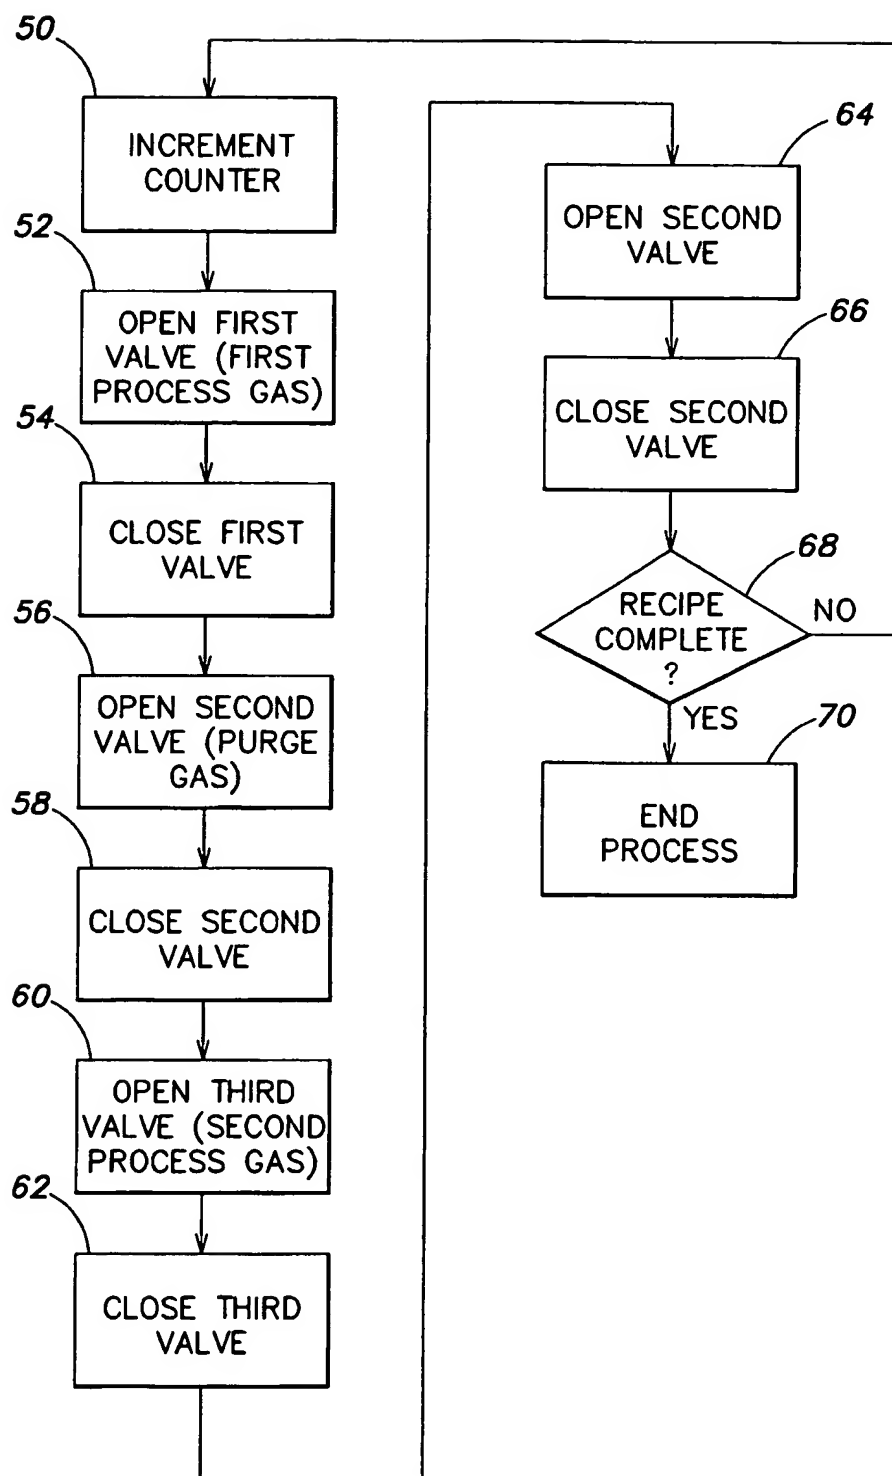 50
INCREMENT
COUNTER
52
OPEN FIRST
VALVE (FIRST
PROCESS GAS)
54
CLOSE FIRST
VALVE
56
OPEN SECOND
VALVE (PURGE
GAS)
58
CLOSE SECOND
VALVE
60
OPEN THIRD
VALVE (SECOND
PROCESS GAS)
62
CLOSE THIRD
VALVE
64
OPEN SECOND
VALVE
66
CLOSE SECOND
VALVE
68
RECIPE
COMPLETE
?
NO
YES
70
END
PROCESS